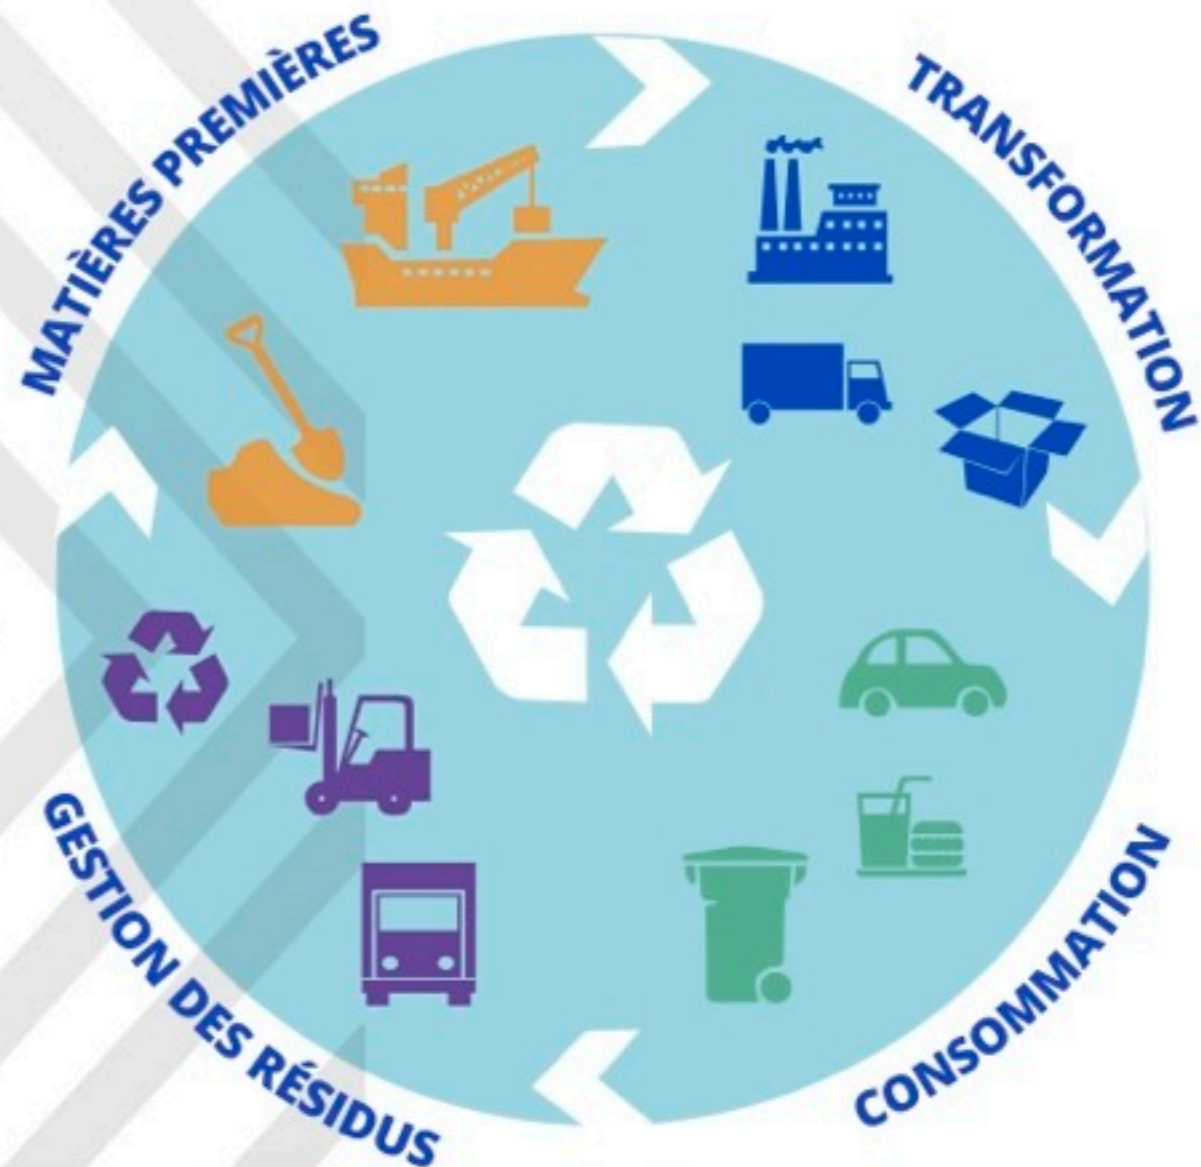 MATIÈRES PREMIÈRES
TRANSFORMATION
CONSOMMATION
GESTION DES RÉSIDUS